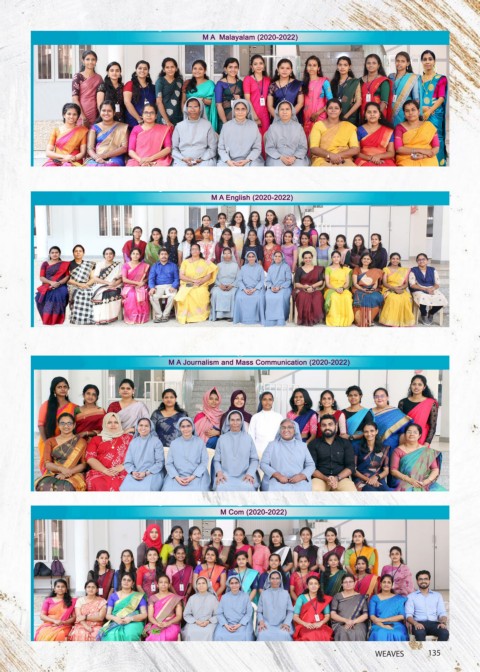 M A Malayalam (2020-2022)
M A English (2020-2022)
M A Journalism and Mass Communication (2020-2022)
M Com (2020-2022)
WEAVES 135